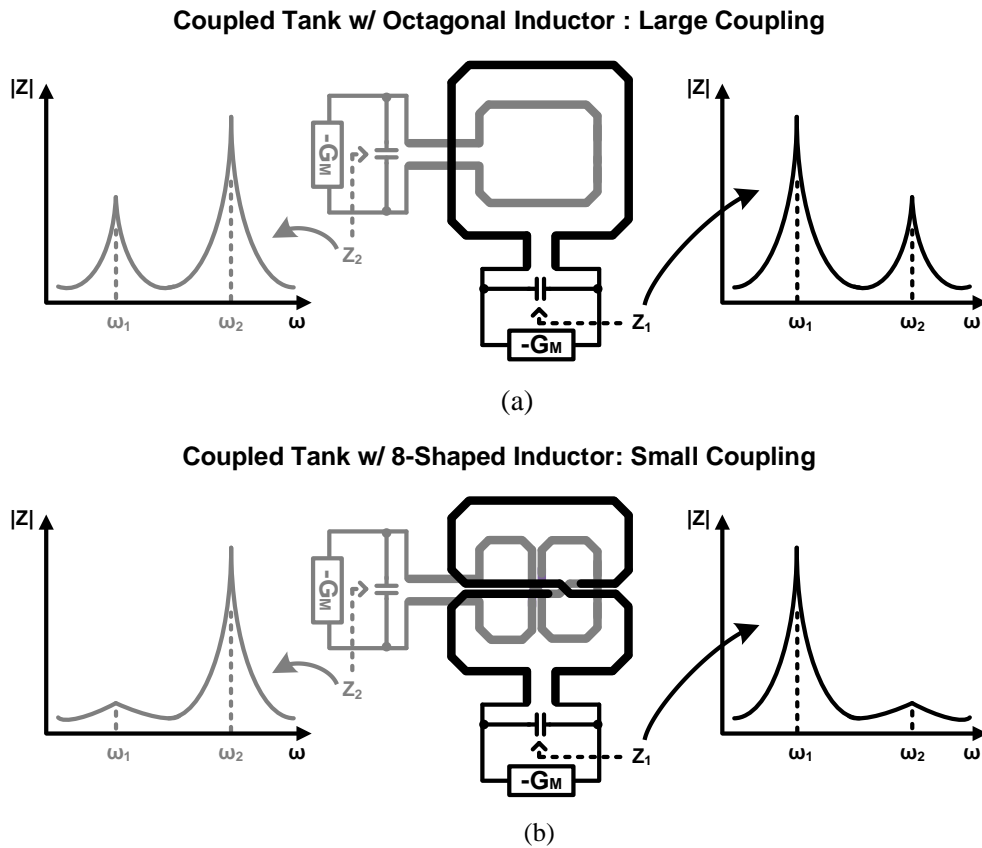 Coupled Tank w/ Octagonal Inductor : Large Coupling
|Z|
-GM
Z2
ω1
ω2
ω
-GM
Z1
|Z|
ω1
ω2
ω
(a)
Coupled Tank w/ 8-Shaped Inductor: Small Coupling
|Z|
-GM
Z2
ω1
ω2
ω
-GM
Z1
|Z|
ω1
ω2
ω
(b)